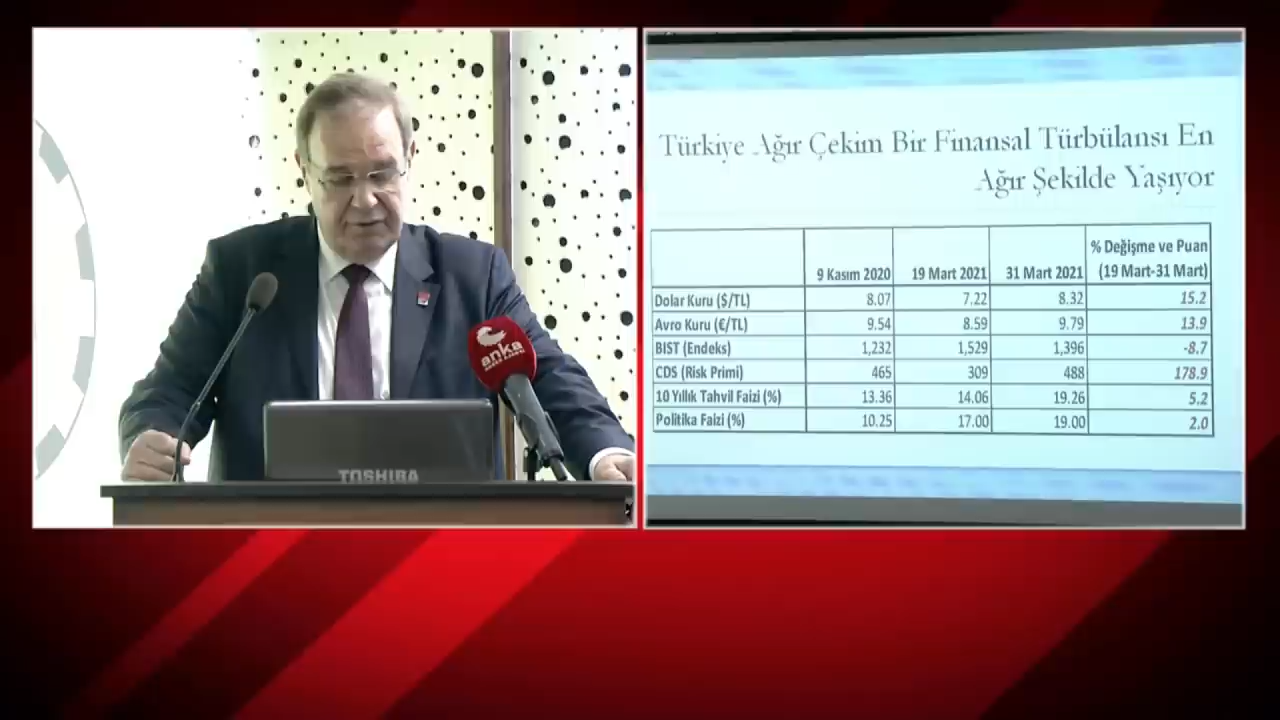 anka
TOSHIBA
Türkiye Ağır Çekim Bir Finansal Türbülansı En
Ağır Şekilde Yaşıyor
% Değişme ve Puan
9 Kasım 2020 19 Mart 2021 31 Mart 2021 (19 Mart-31 Mart)
Dolar Kuru ($/TL) 8.07 7.22 8.32 15.2
Avro Kuru (€/TL) 9.54 8.59 9.79 13.9
BIST (Endeks) 1,232 1,529 1,396 -8.7
CDS (Risk Primi) 465 309 488 178.9
10 Yıllık Tahvil Faizi (%) 13.36 14.06 19.26 5.2
Politika Faizi (%) 10.25 17.00 19.00 2.0